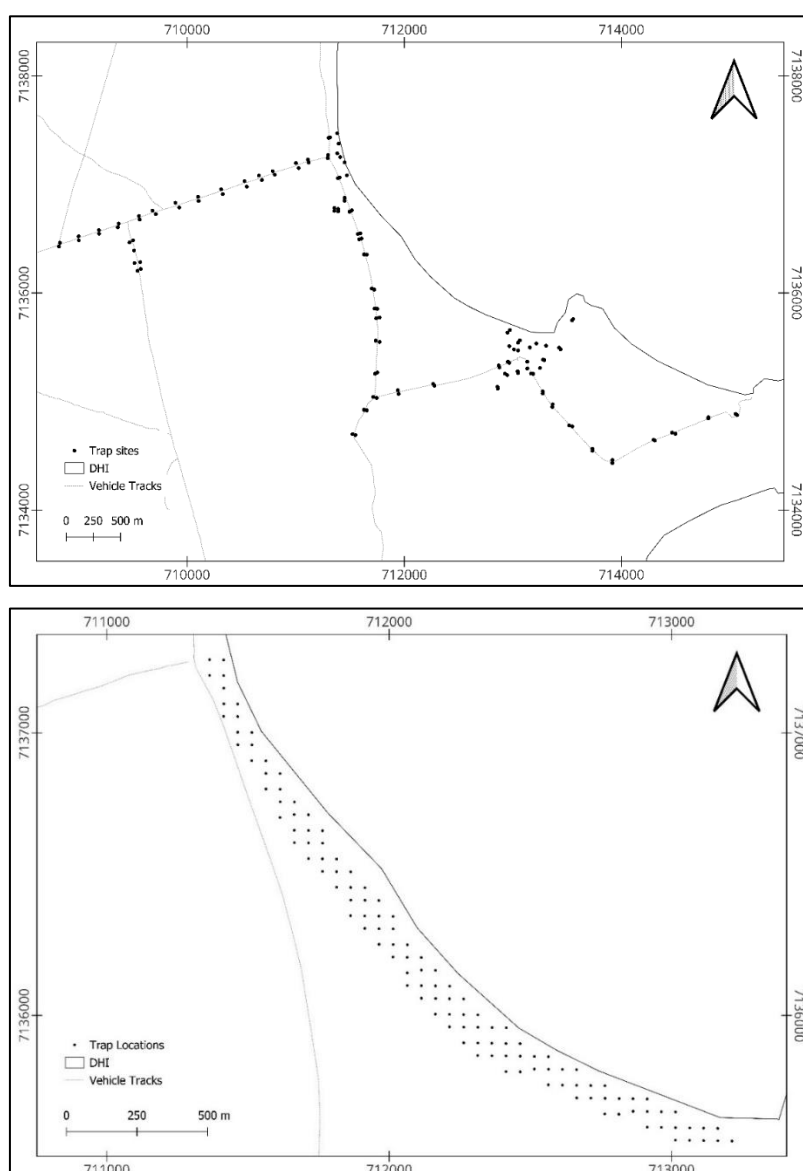 710000 712000 714000
7138000 7138000
7136000 7136000
Trap sites
DHI
Vehicle Tracks
7134000 7134000
0 250 500 m
710000 712000 714000
711000 712000 713000
7137000 7137000
7136000 7136000
Trap Locations
DHI
Vehicle Tracks
0 250 500 m
711000 712000 713000